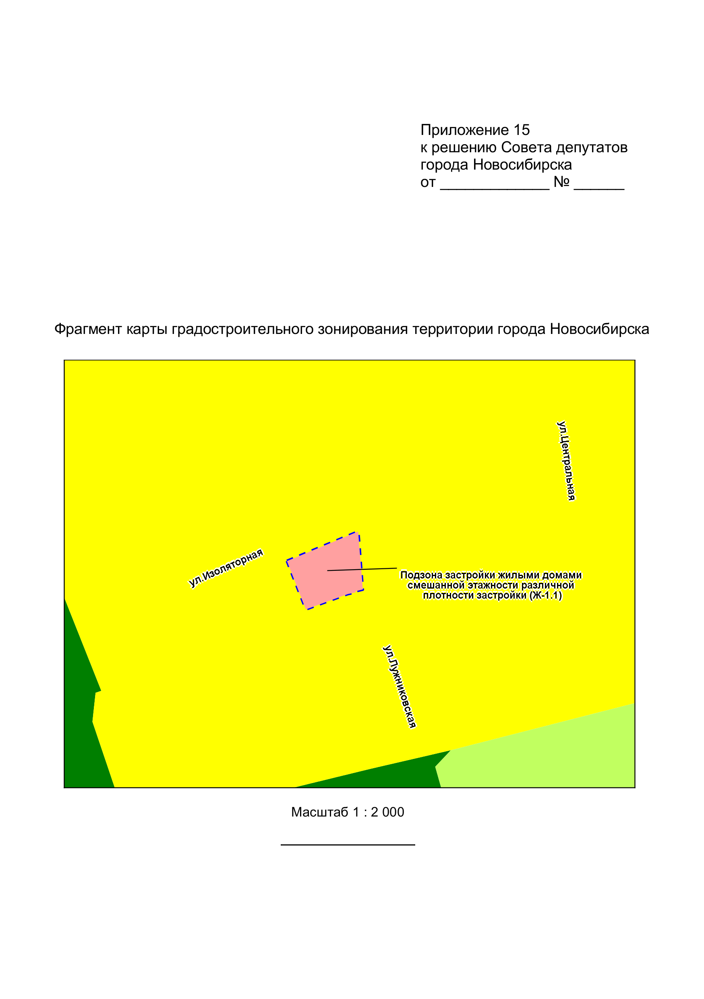 Приложение 15
к решению Совета депутатов
города Новосибирска
от _____________ № ______
Фрагмент карты градостроительного зонирования территории города Новосибирска
ул.Центральная
ул.Изоляторная
Подзона застройки жилыми домами
смешанной этажности различной
плотности застройки (Ж-1.1)
ул.Лужниковская
Масштаб 1 : 2 000